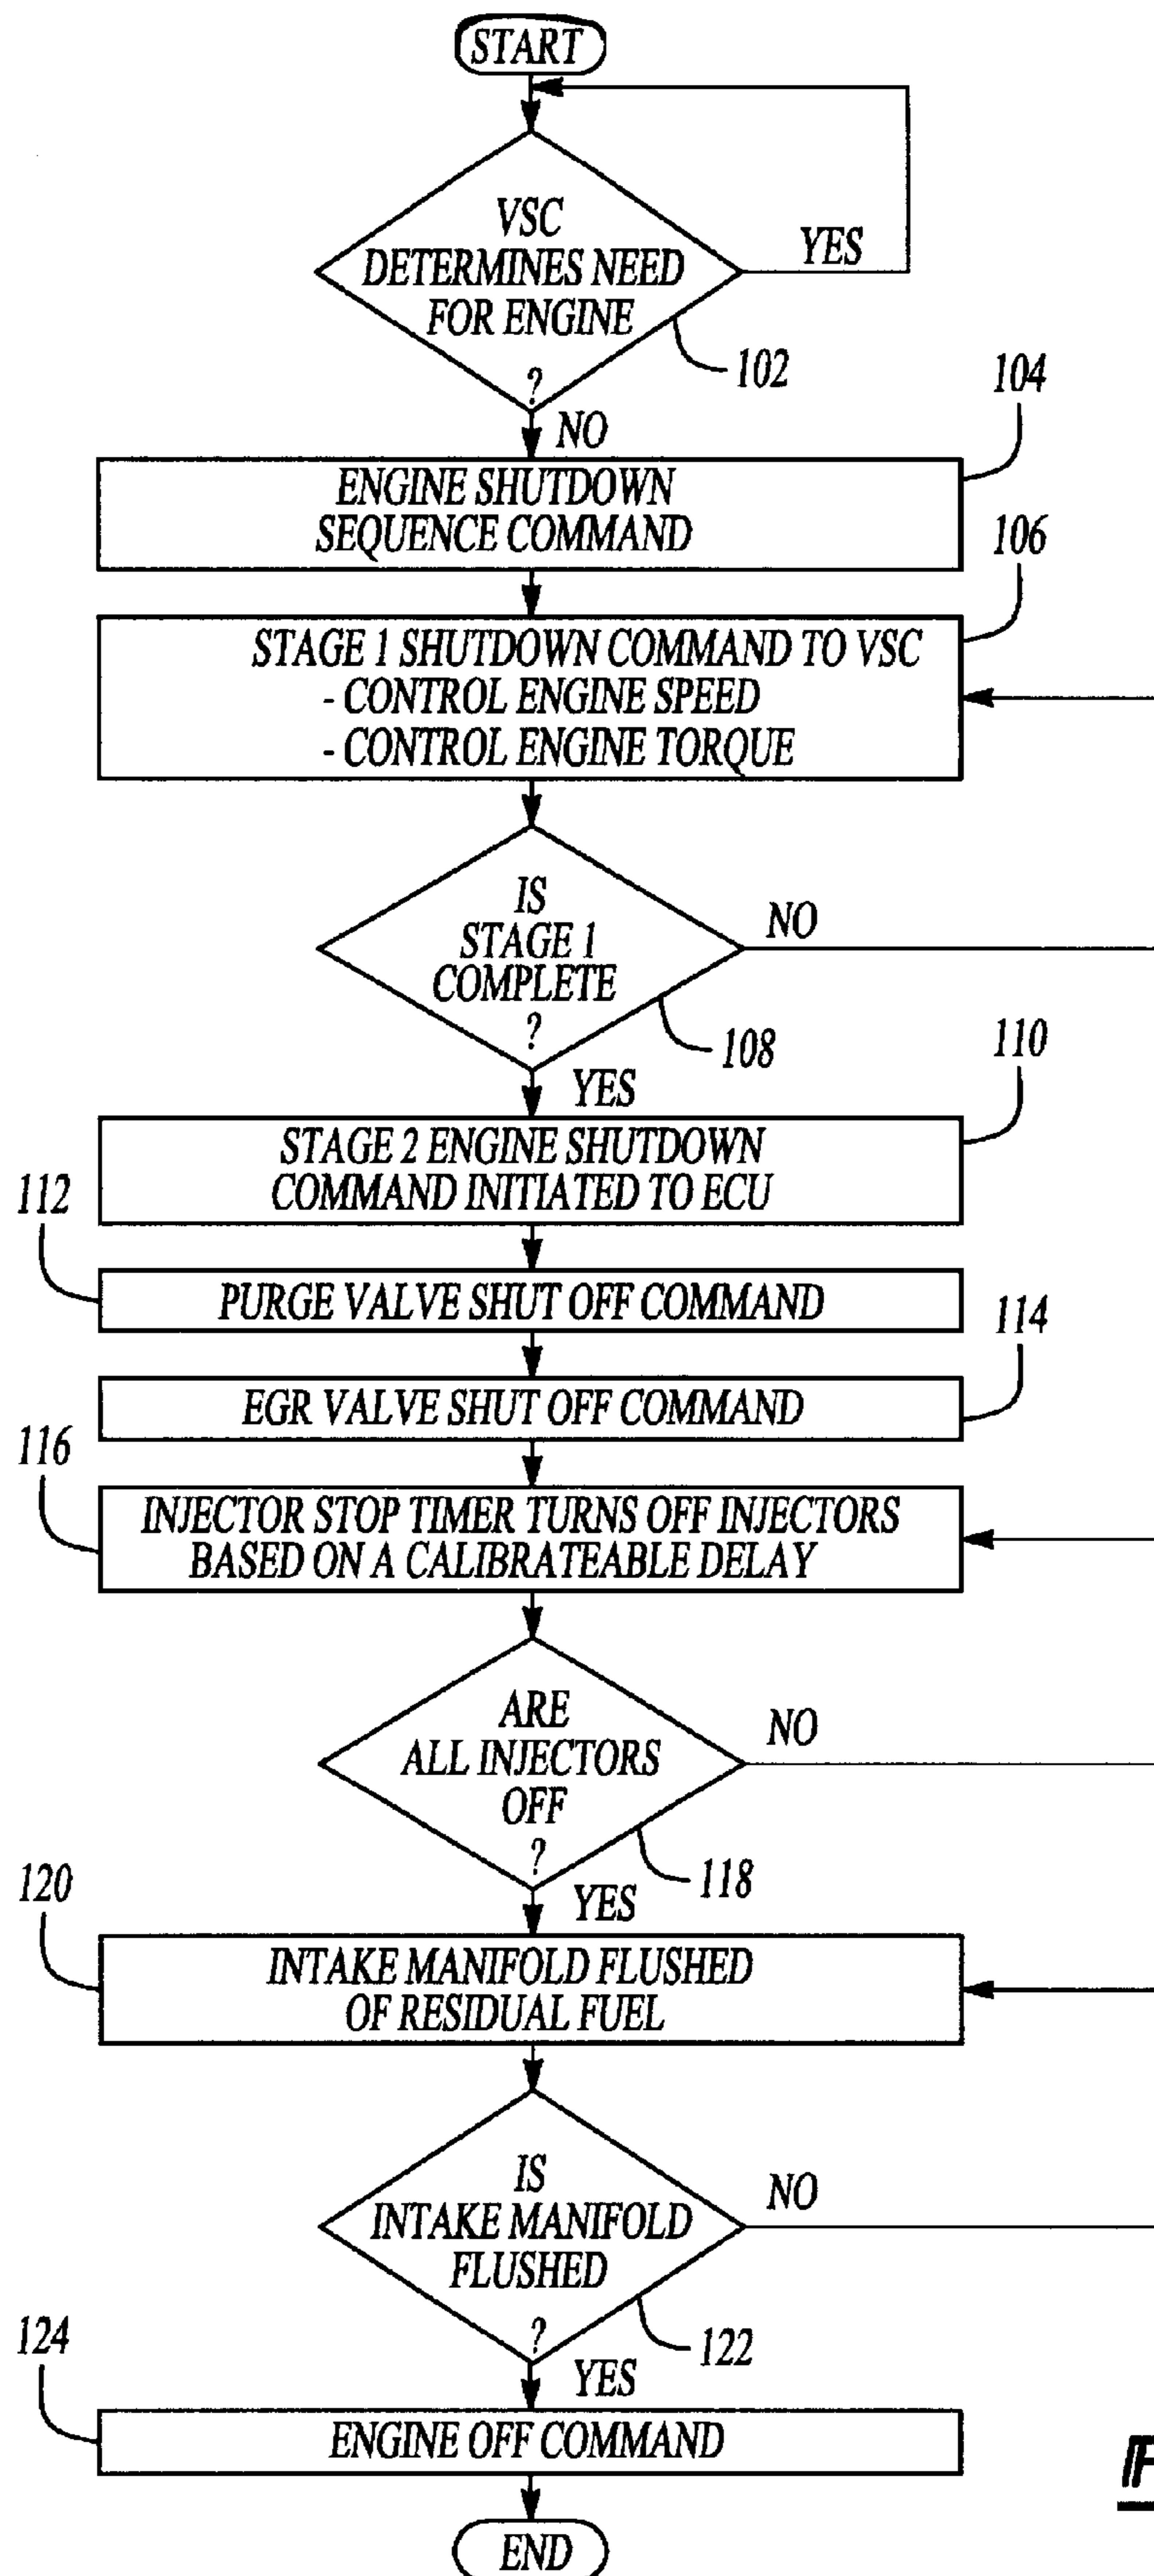 START
VSC
DETERMINES NEED
FOR ENGINE
?
YES
102
NO
104
ENGINE SHUTDOWN
SEQUENCE COMMAND
106
STAGE 1 SHUTDOWN COMMAND TO VSC
- CONTROL ENGINE SPEED
- CONTROL ENGINE TORQUE
IS
STAGE 1
COMPLETE
?
NO
108
YES
110
STAGE 2 ENGINE SHUTDOWN
COMMAND INITIATED TO ECU
112
PURGE VALVE SHUT OFF COMMAND
114
EGR VALVE SHUT OFF COMMAND
116
INJECTOR STOP TIMER TURNS OFF INJECTORS
BASED ON A CALIBRATEABLE DELAY
ARE
ALL INJECTORS
OFF
?
NO
118
YES
120
INTAKE MANIFOLD FLUSHED
OF RESIDUAL FUEL
IS
INTAKE MANIFOLD
FLUSHED
?
NO
122
YES
124
ENGINE OFF COMMAND
END